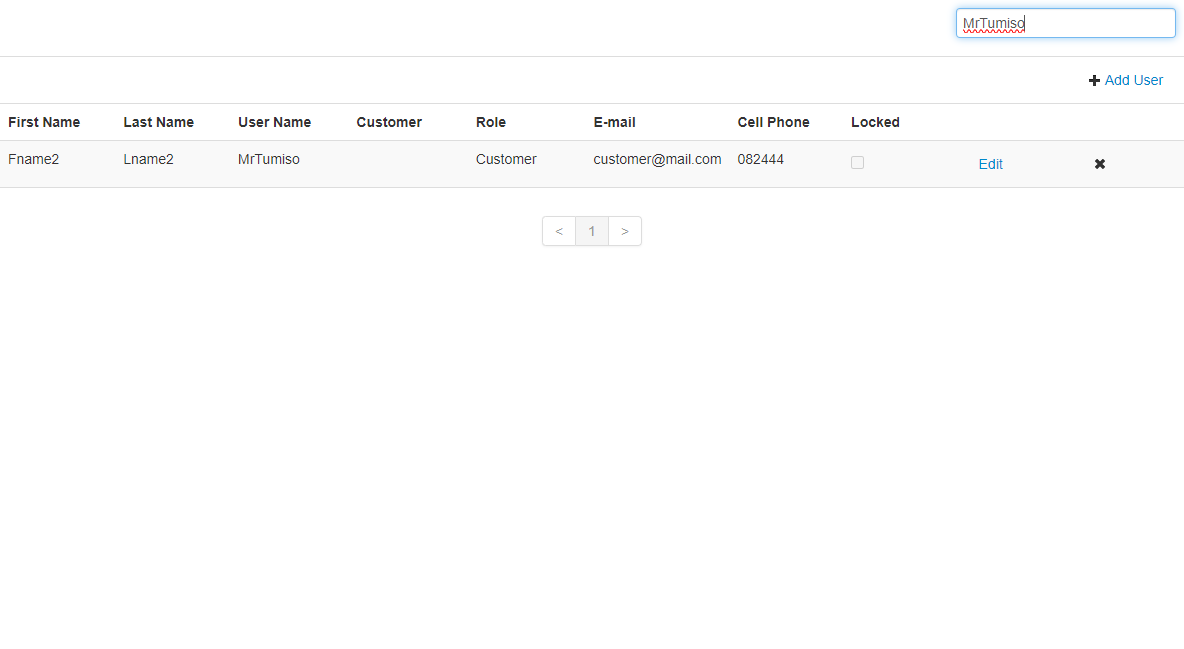 MrTumiso
Add User
First Name Last Name User Name Customer Role E-mail Cell Phone Locked
Fname2 Lname2 MrTumiso Customer customer@mail.com 082444 Edit
< 1 >